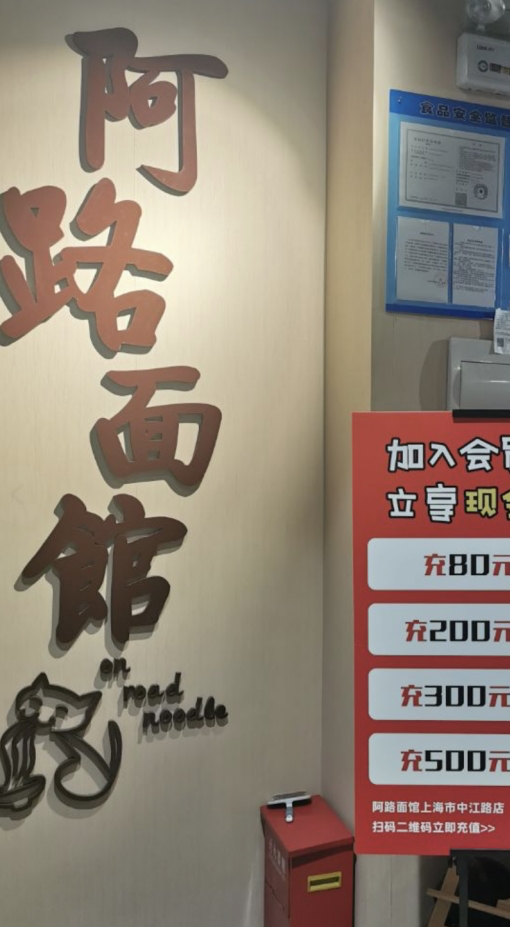 阿
路
面
館
on
road
noodle
食品安全
加入会
立享现
充80元
充200元
充300元
充500元
阿路面馆上海市中江路店
扫码二维码立即充值>>